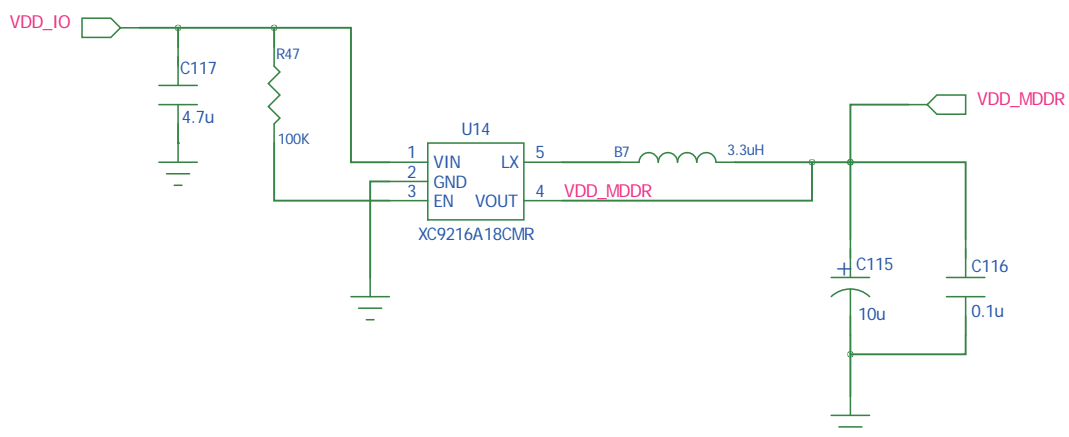 VDD_IO
R47
C117
4.7u
100K
VDD_MDDR
U14
1 VIN LX 5
2 GND
3 EN VOUT 4
XC9216A18CMR
B7 3.3uH
VDD_MDDR
+ C115
10u
C116
0.1u